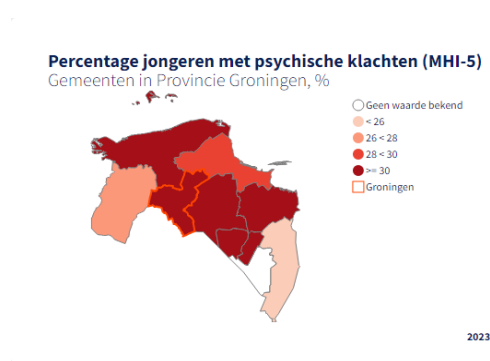 Percentage jongeren met psychische klachten (MHI-5)
Gemeenten in Provincie Groningen, %
Geen waarde bekend
< 26
26 < 28
28 < 30
>= 30
Groningen
2023